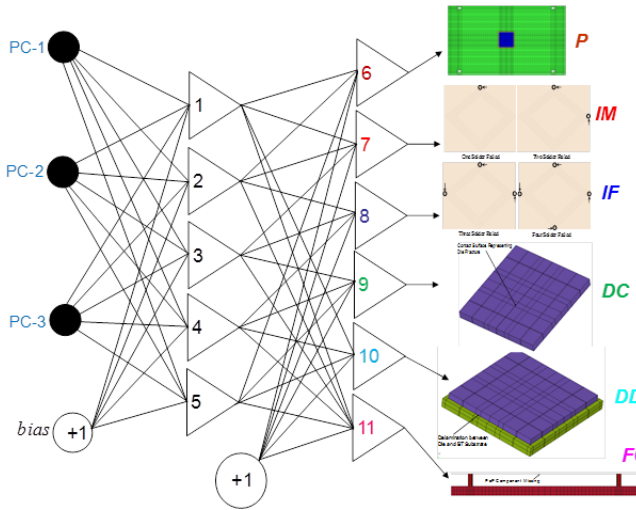 PC-1
PC-2
PC-3
bias
+1
+1
1
2
3
4
5
6
7
8
9
10
11
P
IM
One Solder Failed
Two Solder Failed
IF
Three Solder Failed
Four Solder Failed
DC
Contact Surface Representing
Die Fracture
DD
Delamination between
Die and BT Substrate
PoP Component Missing